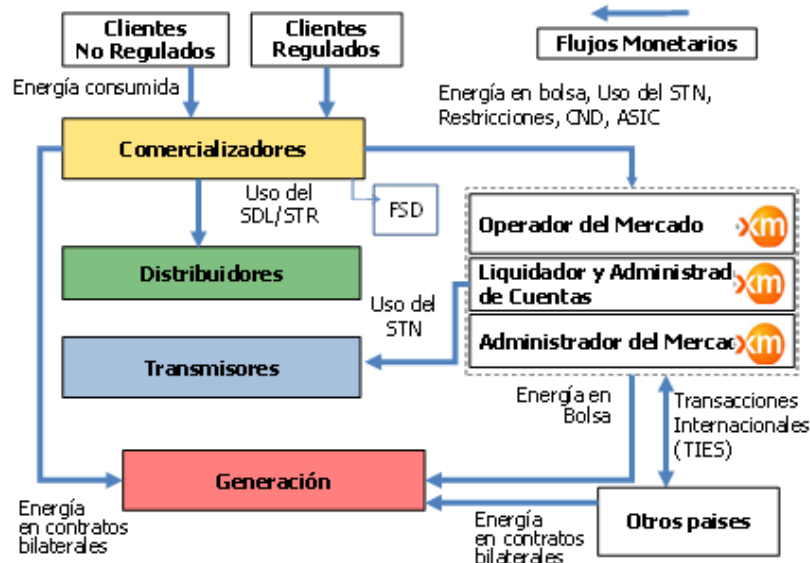 Clientes
No Regulados
Clientes
Regulados
Flujos Monetarios
Energía consumida
Energía en bolsa, Uso del STN,
Restricciones, CND, ASIC
Comercializadores
Uso del
SDL/STR
FSD
Operador del Mercado
xm
Distribuidores
Liquidador y Administrad
de Cuentas
xm
Uso del
STN
Administrador del Mercad
xm
Transmisores
Energía en
Bolsa
Transacciones
Internacionales
(TIES)
Generación
Energía
en contratos
bilaterales
Energía
en contratos
bilaterales
Otros paises